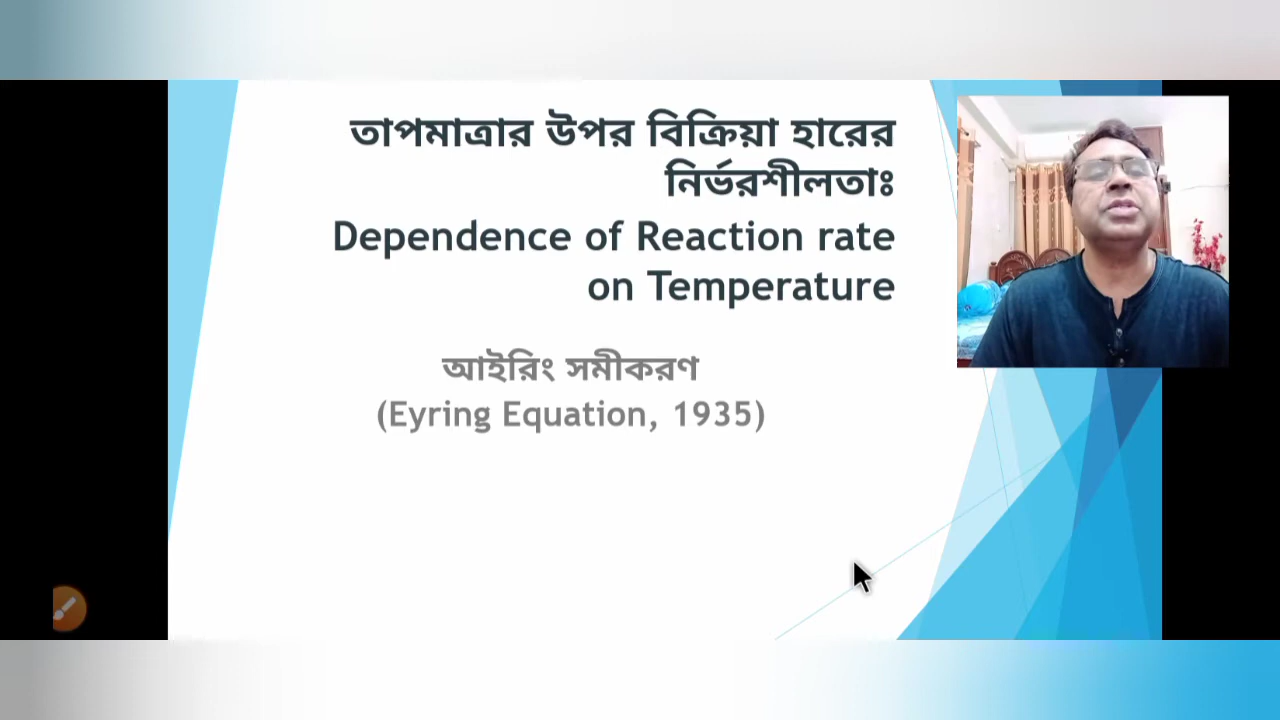 তাপমাত্রার উপর বিক্রিয়া হারের
নির্ভরশীলতাঃ
Dependence of Reaction rate
on Temperature
আইরিং সমীকরণ
(Eyring Equation, 1935)